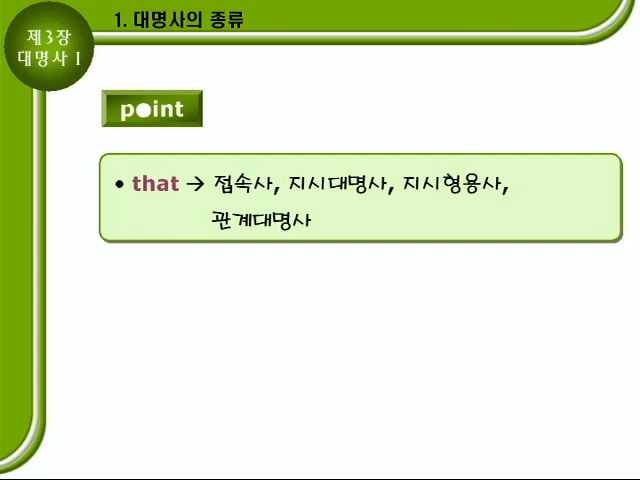 제3장
대명사 I
1. 대명사의 종류
point
• that → 접속사, 지시대명사, 지시형용사,
관계대명사